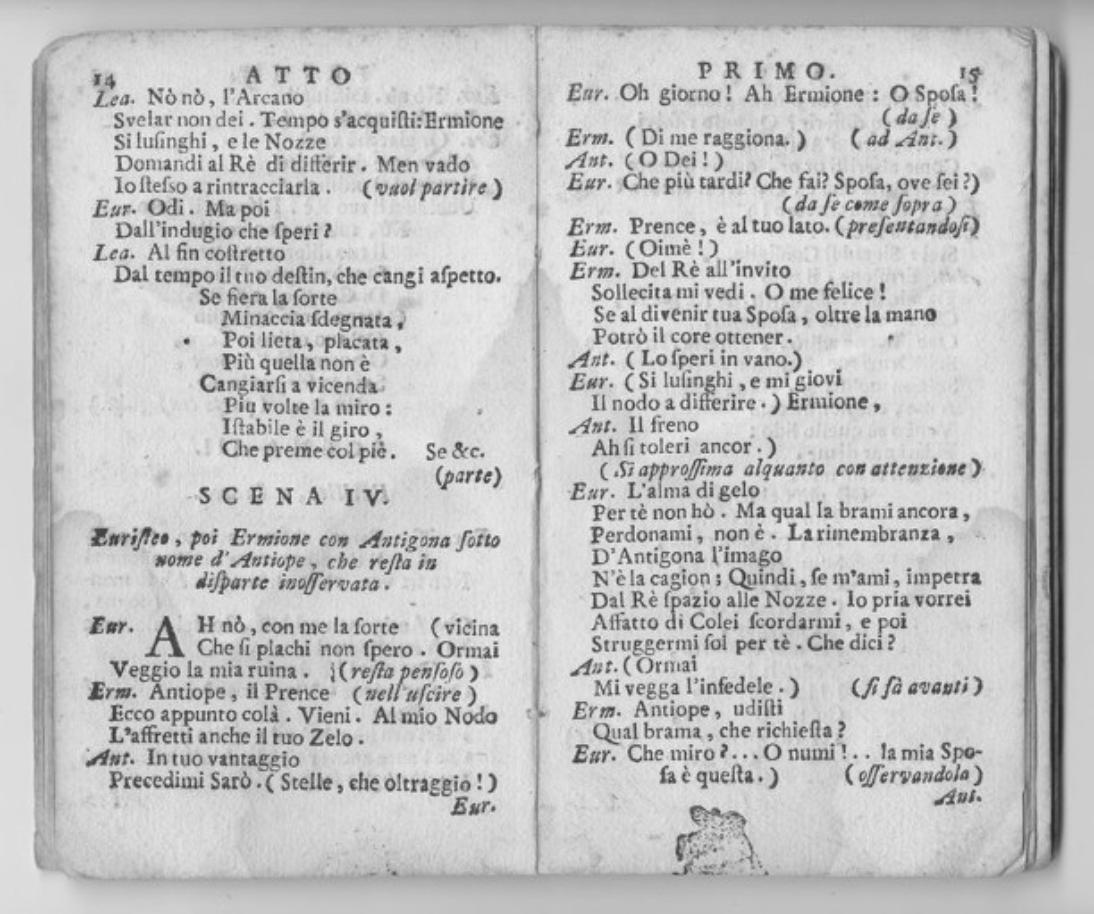 14 ATTO
Lea. Nò nò, l'Arcano
Svelar non dei. Tempo s'acquisti: Ermione
Si luſinghi, e le Nozze
Domandi al Rè di differir. Men vado
Io ſteſſo a rintracciarla. (vuol partire)
Eur. Odi. Ma poi
Dall'indugio che ſperi?
Lea. Al fin coſtretto
Dal tempo il tuo deſtin, che cangi aſpetto.
Se fiera la ſorte
Minaccia ſdegnata,
Poi lieta, placata,
Più quella non è
Cangiarſi a vicenda
Più volte la miro:
Iſtabile è il giro,
Che preme col piè. Se &c.
(parte)
SCENA IV.
Euriſteo, poi Ermione con Antigona ſotto
nome d'Antiope, che reſta in
diſparte inoſſervata.
Eur. AH nò, con me la ſorte (vicina
Che ſi plachi non ſpero. Ormai
Veggio la mia ruina. (reſta penſoſo)
Erm. Antiope, il Prence (nell'uſcire)
Ecco appunto colà. Vieni. Al mio Nodo
L'affretti anche il tuo Zelo.
Ant. In tuo vantaggio
Precedimi Sarò. (Stelle, che oltraggio!)
Eur.
PRIMO. 15
Eur. Oh giorno! Ah Ermione: O Spoſa!
(da ſe)
Erm. (Di me raggiona.) (ad Ant.)
Ant. (O Dei!)
Eur. Che più tardi? Che fai? Spoſa, ove ſei?)
(da ſe come ſopra)
Erm. Prence, è al tuo lato. (preſentandoſi)
Eur. (Oimè!)
Erm. Del Rè all'invito
Sollecita mi vedi. O me felice!
Se al divenir tua Spoſa, oltre la mano
Potrò il core ottener.
Ant. (Lo ſperi in vano.)
Eur. (Si luſinghi, e mi giovi
Il nodo a differire.) Ermione,
Ant. Il freno
Ah ſi toleri ancor.)
(Si approſſima alquanto con attenzione)
Eur. L'alma di gelo
Per tè non hò. Ma qual la brami ancora,
Perdonami, non è. La rimembranza,
D'Antigona l'imago
N'è la cagion; Quindi, ſe m'ami, impetra
Dal Rè ſpazio alle Nozze. Io pria vorrei
Affatto di Colei ſcordarmi, e poi
Struggermi ſol per tè. Che dici?
Ant. (Ormai
Mi vegga l'infedele.) (ſi fà avanti)
Erm. Antiope, udiſti
Qual brama, che richieſta?
Eur. Che miro?... O numi!.. la mia Spo-
ſa è queſta.) (oſſervandola)
Ant.